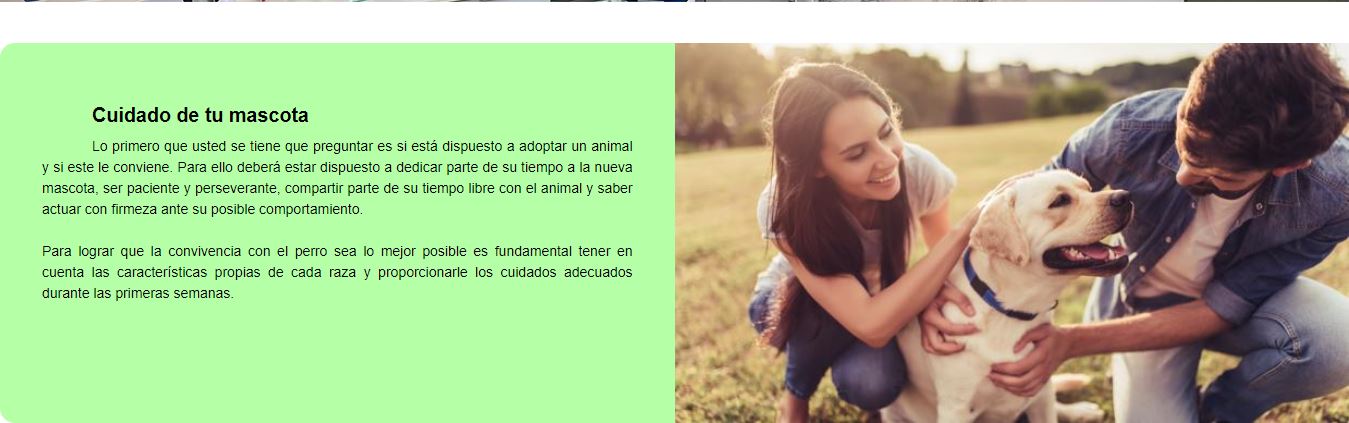 Cuidado de tu mascota
Lo primero que usted se tiene que preguntar es si está dispuesto a adoptar un animal
y si este le conviene. Para ello deberá estar dispuesto a dedicar parte de su tiempo a la nueva
mascota, ser paciente y perseverante, compartir parte de su tiempo libre con el animal y saber
actuar con firmeza ante su posible comportamiento.
Para lograr que la convivencia con el perro sea lo mejor posible es fundamental tener en
cuenta las características propias de cada raza y proporcionarle los cuidados adecuados
durante las primeras semanas.